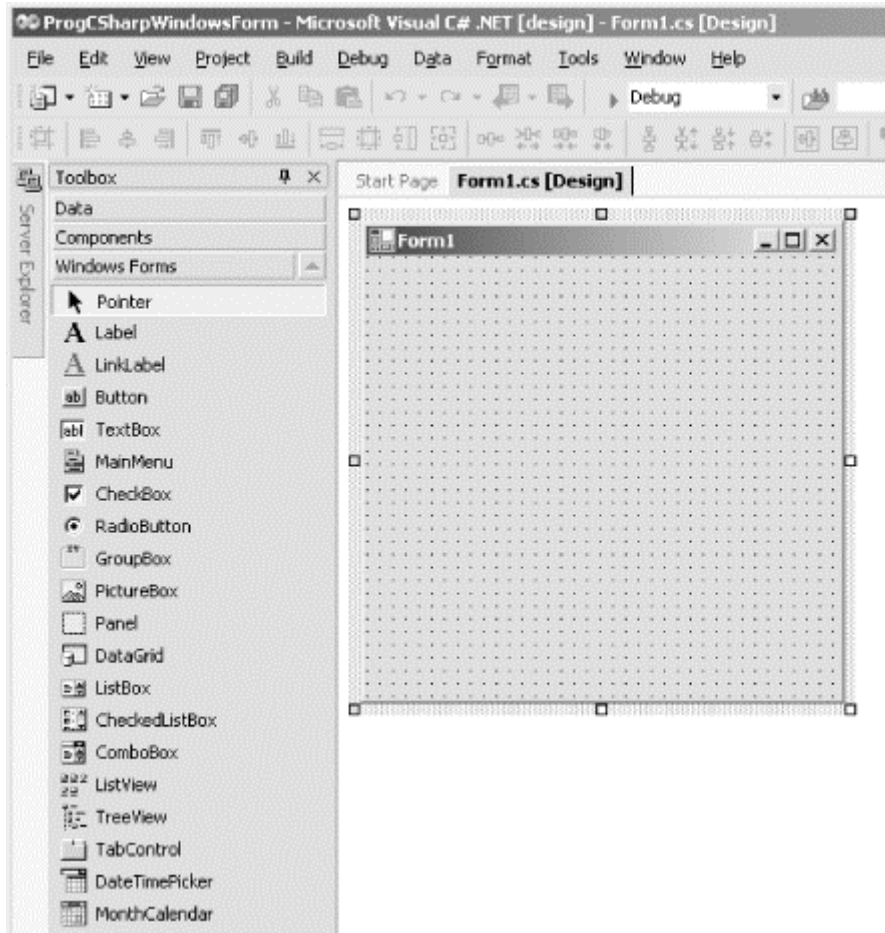 ProgCSharpWindowsForm - Microsoft Visual C# .NET [design] - Form1.cs [Design]
File Edit View Project Build Debug Data Format Tools Window Help
Debug
Server Explorer
Toolbox
Data
Components
Windows Forms
Pointer
Label
LinkLabel
Button
TextBox
MainMenu
CheckBox
RadioButton
GroupBox
PictureBox
Panel
DataGrid
ListBox
CheckedListBox
ComboBox
ListView
TreeView
TabControl
DateTimePicker
MonthCalendar
Start Page Form1.cs [Design]
Form1